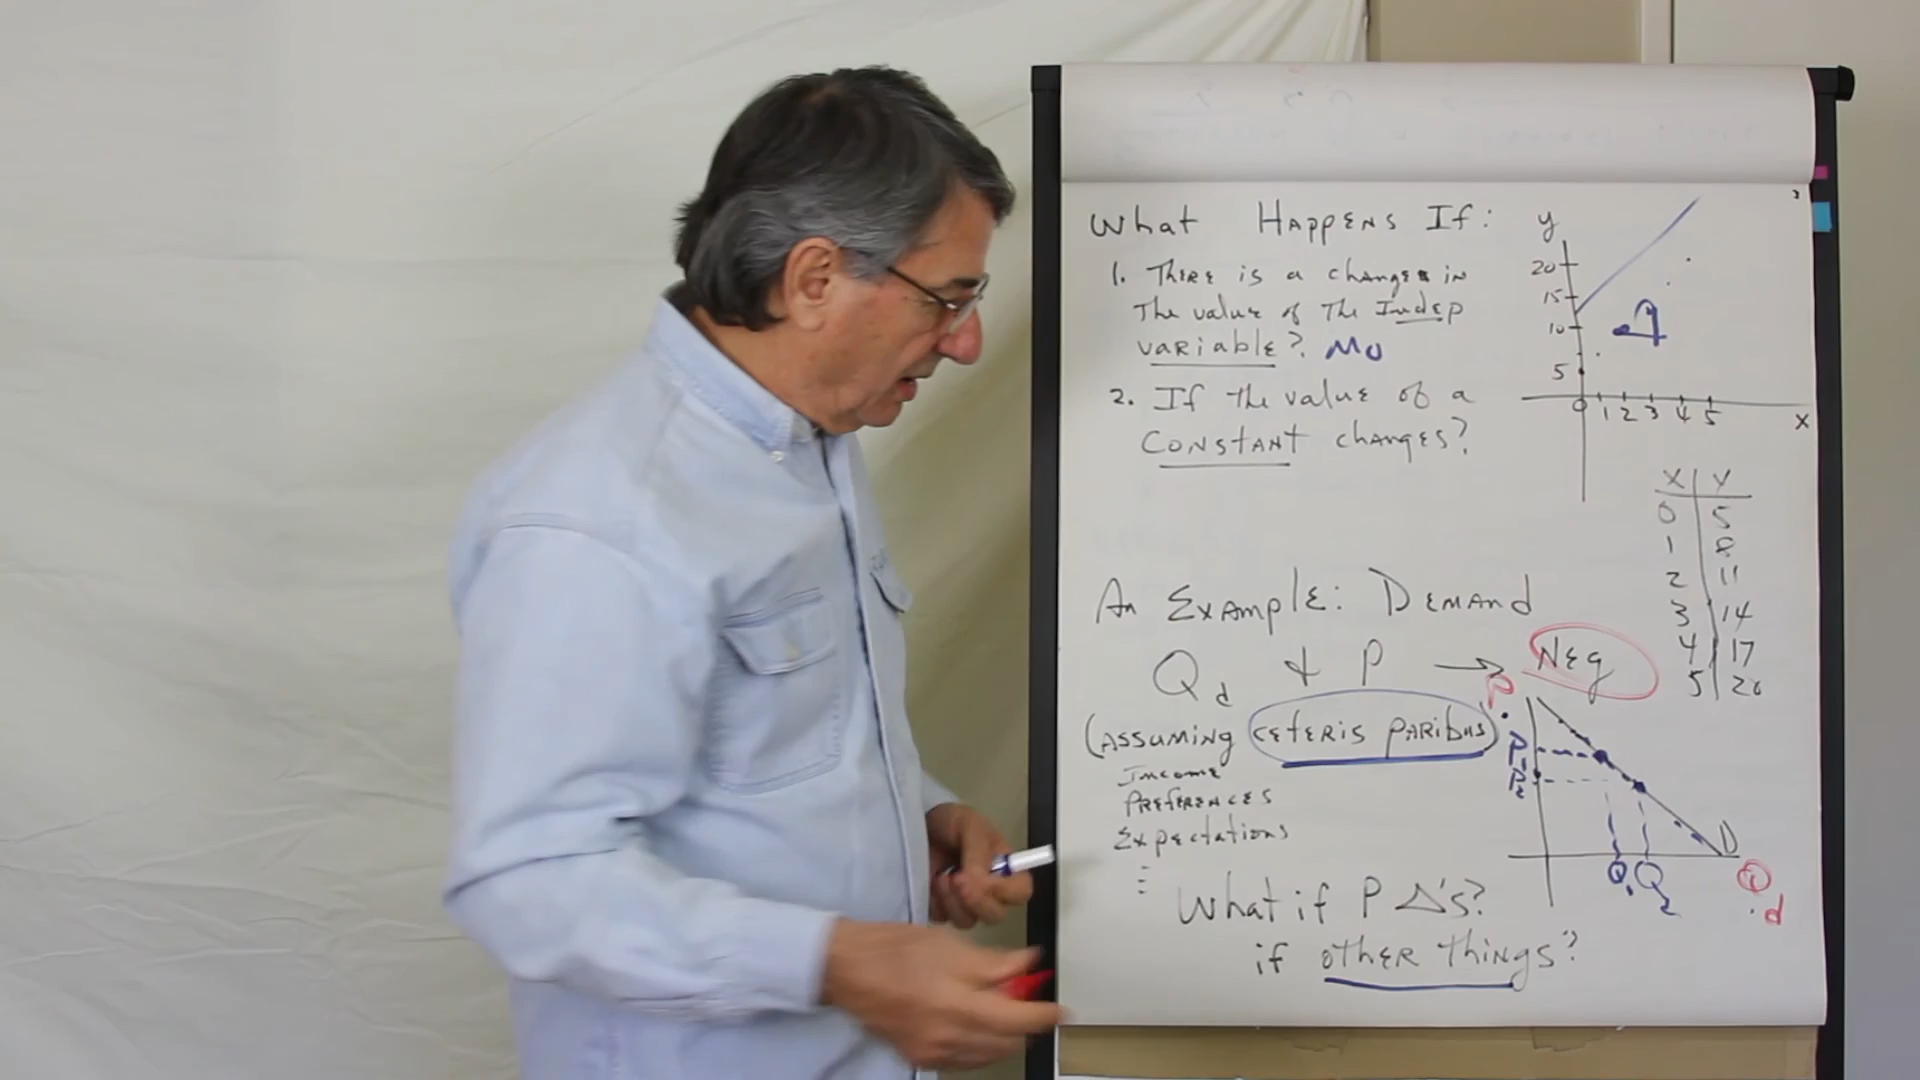 What Happens If:
1. There is a change in
The value of the Indep
variable?
2. If the value of a
Constant changes?
y
20
15
10
5
0 1 2 3 4 5
x
X Y
0 5
1 8
2 11
3 14
4 17
5 20
An Example: Demand
Qd & P → Neg
(Assuming ceteris paribus)
Income
Preferences
Expectations
P
P1
P2
D
Q1 Q2
Qd
What if P Δ's?
if other things?